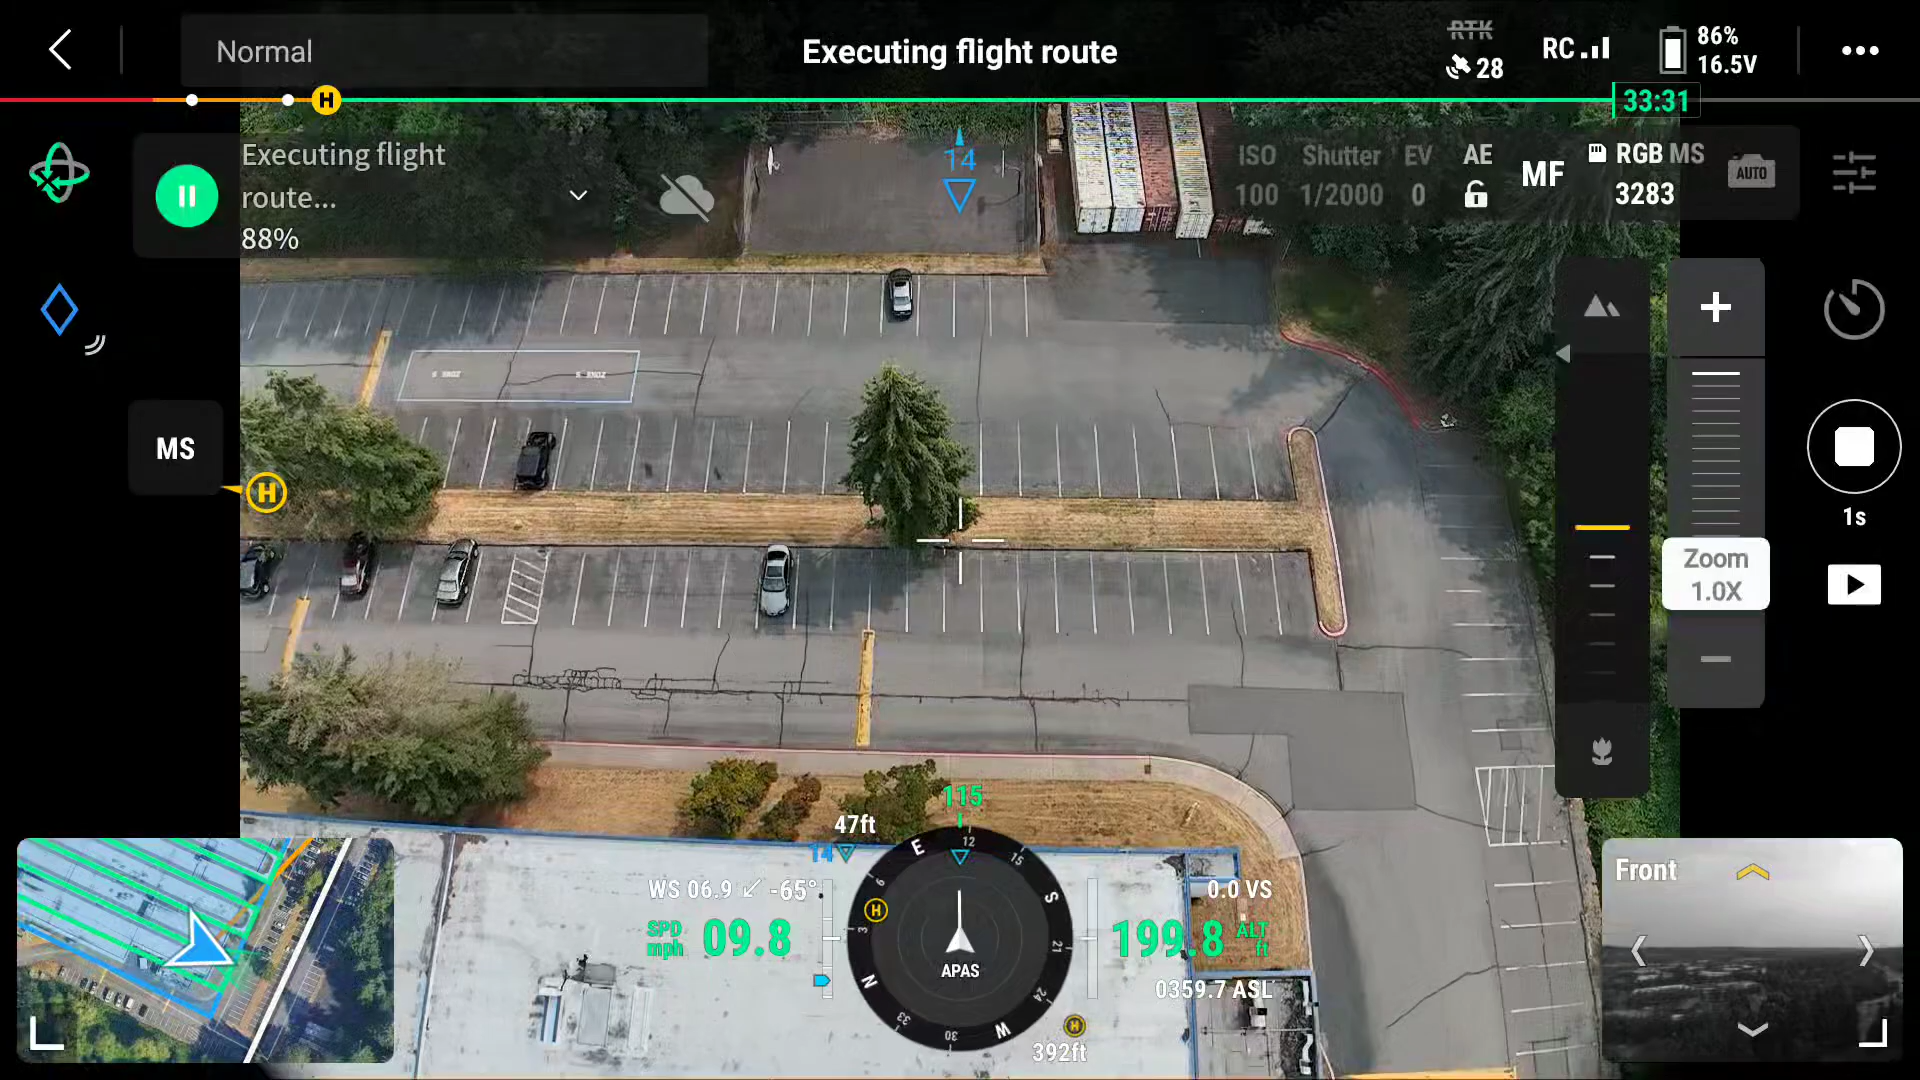 Normal
Executing flight route
RTK
28
RC
86%
16.5V
H
33:31
Executing flight
route...
88%
14
ISO
100
Shutter
1/2000
EV
0
AE
MF
RGB MS
3283
AUTO
MS
H
1s
Zoom
1.0X
115
47ft
14
WS 06.9 -65°
SPD
mph
09.8
E
12
15
S
21
24
W
30
33
N
3
6
H
APAS
0.0 VS
199.8
ALT
ft
0359.7 ASL
H
392ft
Front